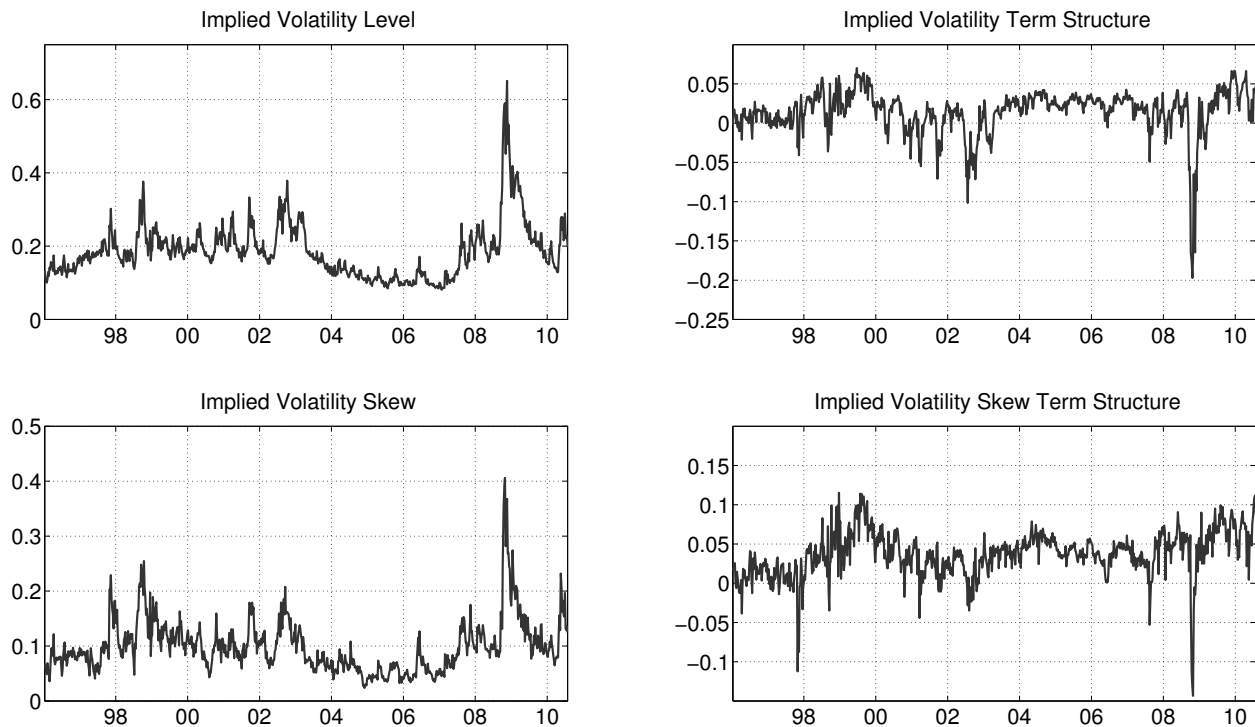 Implied Volatility Level
0.6
0.4
0.2
0
98 00 02 04 06 08 10
Implied Volatility Term Structure
0.05
0
−0.05
−0.1
−0.15
−0.2
−0.25
98 00 02 04 06 08 10
Implied Volatility Skew
0.5
0.4
0.3
0.2
0.1
0
98 00 02 04 06 08 10
Implied Volatility Skew Term Structure
0.15
0.1
0.05
0
−0.05
−0.1
98 00 02 04 06 08 10